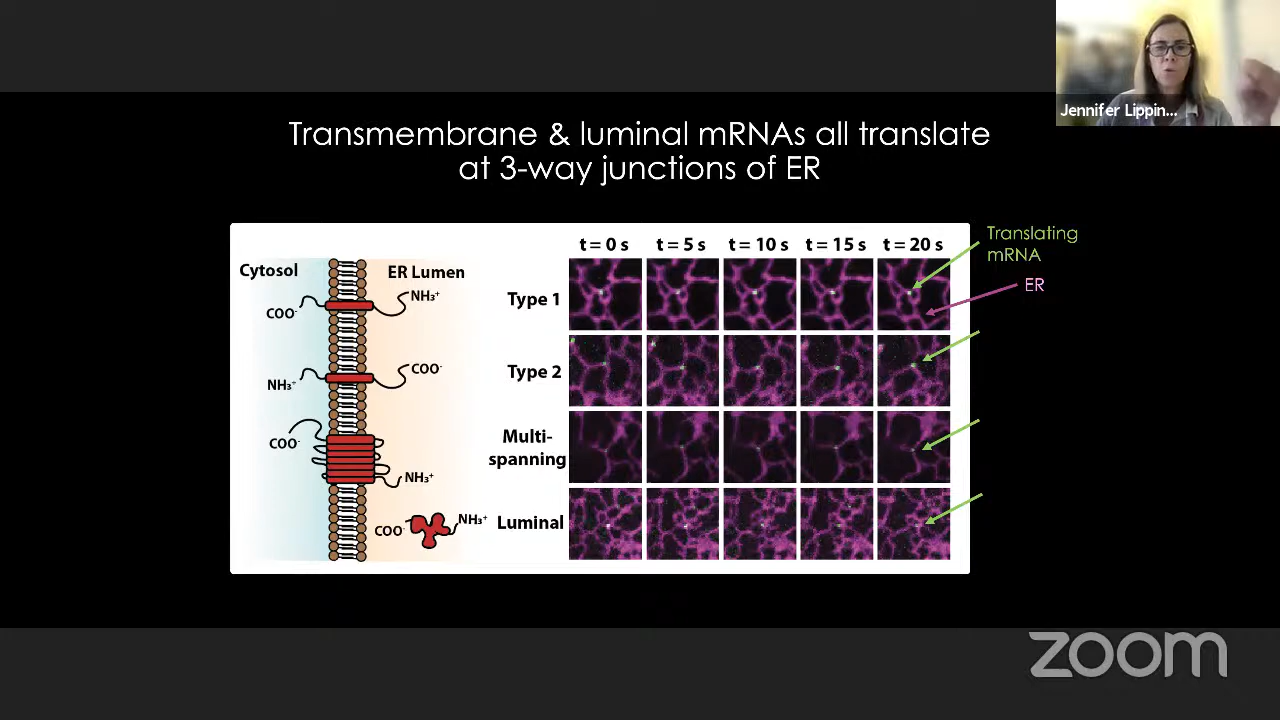 Jennifer Lippin...
Transmembrane & luminal mRNAs all translate
at 3-way junctions of ER
t = 0 s t = 5 s t = 10 s t = 15 s t = 20 s
Translating
mRNA
ER
Cytosol
ER Lumen
COO⁻
NH₃⁺
Type 1
NH₃⁺
COO⁻
Type 2
COO⁻
NH₃⁺
Multi-
spanning
COO⁻
NH₃⁺
Luminal
zoom